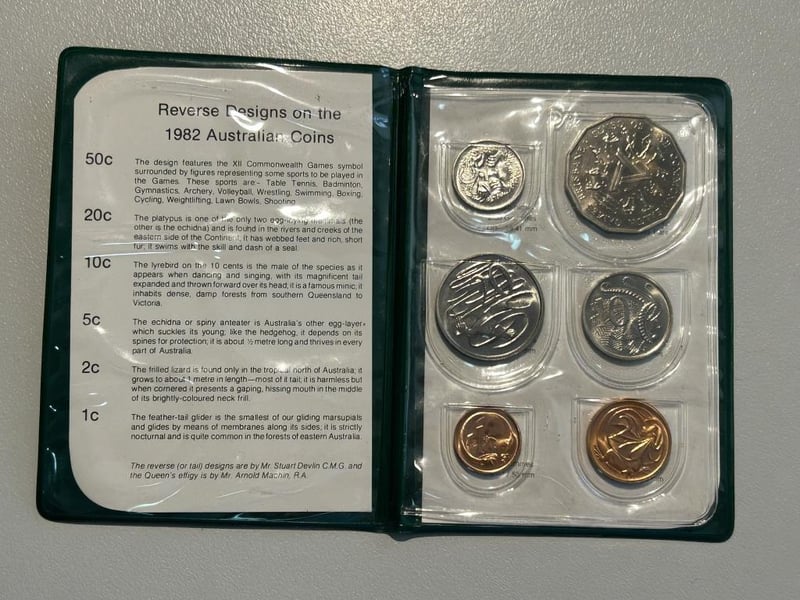 Reverse Designs on the
1982 Australian Coins
50c
The design features the XII Commonwealth Games symbol
surrounded by figures representing some sports to be played in
the Games. These sports are:- Table Tennis, Badminton,
Gymnastics, Archery, Volleyball, Wrestling, Swimming, Boxing,
Cycling, Weightlifting, Lawn Bowls, Shooting.
20c
The platypus is one of the only two egg-laying mammals (the
other is the echidna) and is found in the rivers and creeks of the
eastern side of the Continent; it has webbed feet and rich, short
fur; it swims with the skill and dash of a seal.
10c
The lyrebird on the 10 cents is the male of the species as it
appears when dancing and singing, with its magnificent tail
expanded and thrown forward over its head; it is a famous mimic, it
inhabits dense, damp forests from southern Queensland to
Victoria.
5c
The echidna or spiny anteater is Australia's other egg-layer
which suckles its young; like the hedgehog, it depends on its
spines for protection; it is about ½ metre long and thrives in every
part of Australia.
2c
The frilled lizard is found only in the tropical north of Australia; it
grows to about 1 metre in length—most of it tail; it is harmless but
when cornered it presents a gaping, hissing mouth in the middle
of its brightly-coloured neck frill.
1c
The feather-tail glider is the smallest of our gliding marsupials
and glides by means of membranes along its sides; it is strictly
nocturnal and is quite common in the forests of eastern Australia.
The reverse (or tail) designs are by Mr. Stuart Devlin C.M.G. and
the Queen's effigy is by Mr. Arnold Machin, R.A.
mm
10